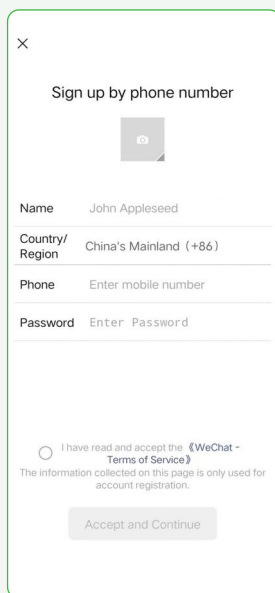 Sign up by phone number
Name John Appleseed
Country/
Region China's Mainland (+86)
Phone Enter mobile number
Password Enter Password
I have read and accept the 《WeChat -
Terms of Service》
The information collected on this page is only used for
account registration.
Accept and Continue